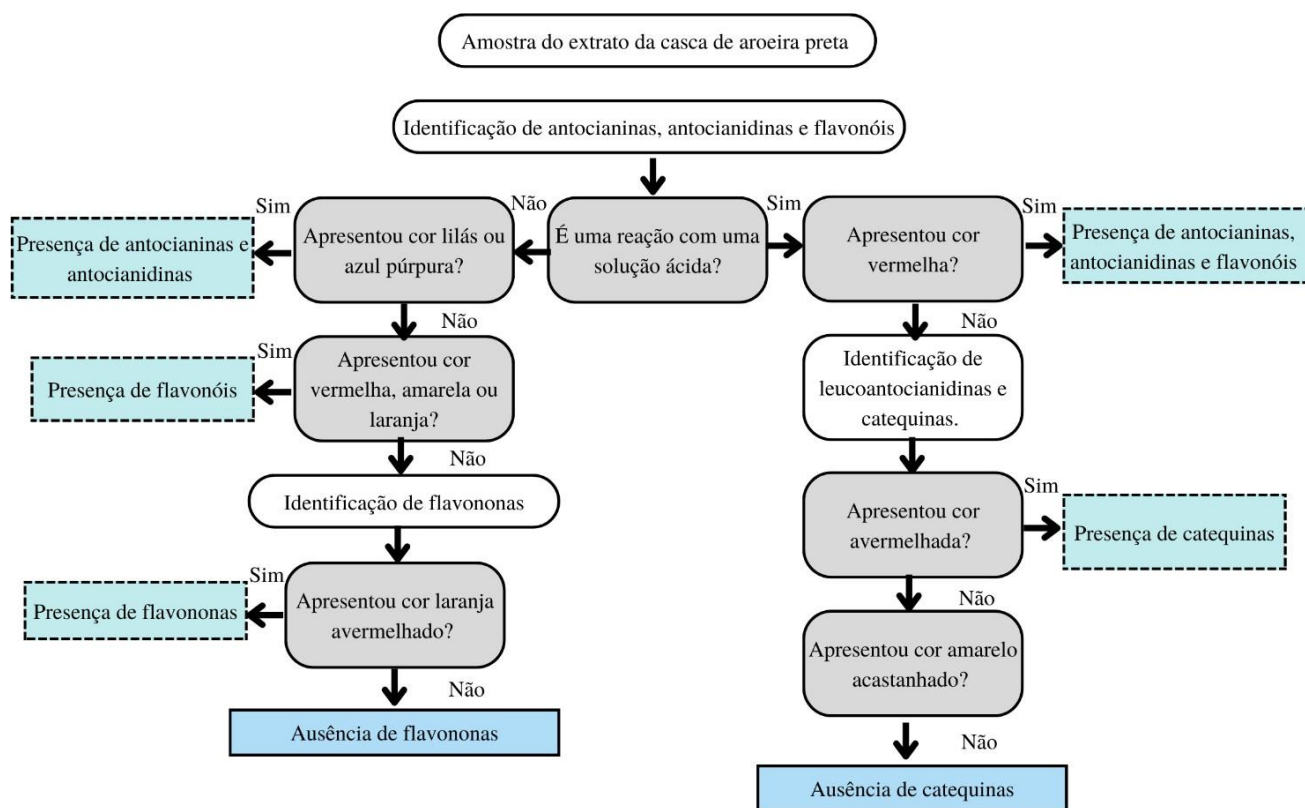 Amostra do extrato da casca de aroeira preta
Identificação de antocianinas, antocianidinas e flavonóis
Sim
Não
Sim
Sim
Presença de antocianinas e
antocianidinas
Apresentou cor lilás ou
azul púrpura?
É uma reação com uma
solução ácida?
Apresentou cor
vermelha?
Presença de antocianinas,
antocianidinas e flavonóis
Não
Não
Sim
Presença de flavonóis
Apresentou cor
vermelha, amarela ou
laranja?
Identificação de
leucoantocianidinas e
catequinas.
Não
Identificação de flavononas
Sim
Apresentou cor
avermelhada?
Presença de catequinas
Sim
Presença de flavononas
Apresentou cor laranja
avermelhado?
Não
Apresentou cor amarelo
acastanhado?
Não
Ausência de flavononas
Não
Ausência de catequinas